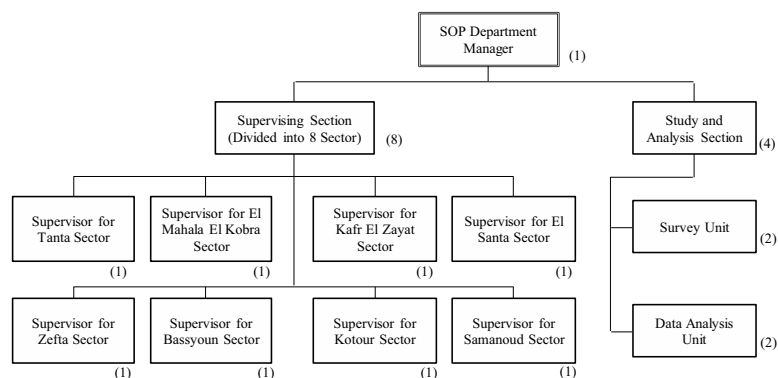 SOP Department
Manager
(1)
Supervising Section
(Divided into 8 Sector)
(8)
Study and
Analysis Section
(4)
Supervisor for
Tanta Sector
(1)
Supervisor for El
Mahala El Kobra
Sector
(1)
Supervisor for
Kafr El Zayat
Sector
(1)
Supervisor for El
Santa Sector
(1)
Survey Unit
(2)
Supervisor for
Zefta Sector
(1)
Supervisor for
Bassyoun Sector
(1)
Supervisor for
Kotour Sector
(1)
Supervisor for
Samanoud Sector
(1)
Data Analysis
Unit
(2)